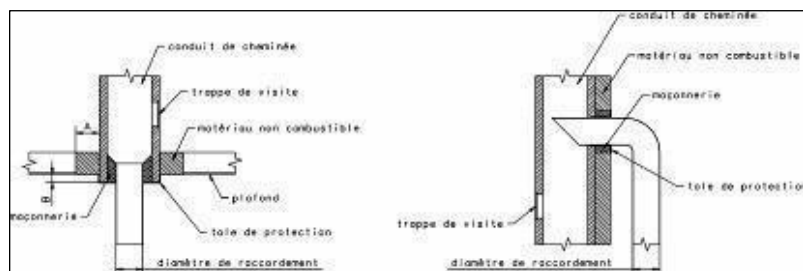 conduit de cheminée
trappe de visite
matériau non combustible
A
B
plafond
maçonnerie
tole de protection
diamètre de raccordement
conduit de cheminée
matériau non combustible
maçonnerie
tole de protection
trappe de visite
diamètre de raccordement